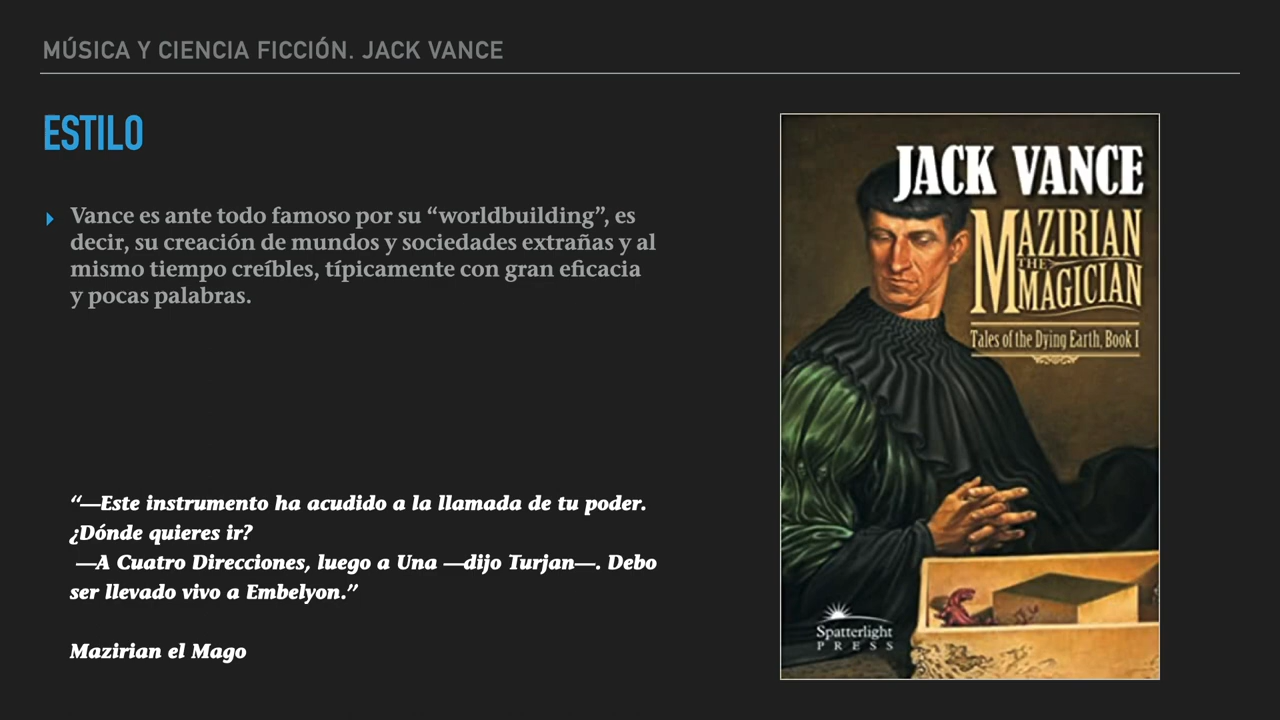 MÚSICA Y CIENCIA FICCIÓN. JACK VANCE
ESTILO
Vance es ante todo famoso por su “worldbuilding”, es
decir, su creación de mundos y sociedades extrañas y al
mismo tiempo creíbles, típicamente con gran eficacia
y pocas palabras.
“—Este instrumento ha acudido a la llamada de tu poder.
¿Dónde quieres ir?
—A Cuatro Direcciones, luego a Una —dijo Turjan—. Debo
ser llevado vivo a Embelyon.”
Mazirian el Mago
JACK VANCE
MAZIRIAN
THE
MAGICIAN
Tales of the Dying Earth, Book I
Spatterlight
PRESS